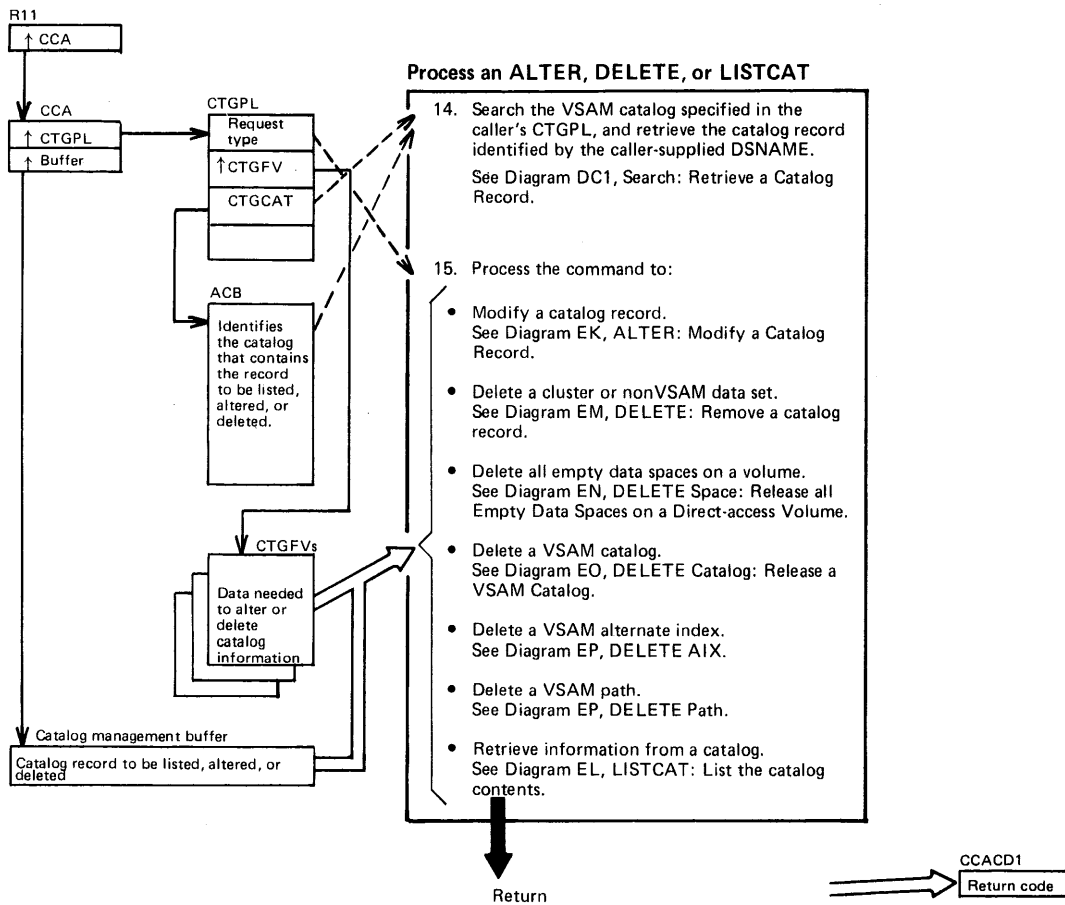 R11
↑ CCA
CCA
↑ CTGPL
↑ Buffer
CTGPL
Request
type
↑CTGFV
CTGCAT
ACB
Identifies
the catalog
that contains
the record
to be listed,
altered, or
deleted.
CTGFVs
Data needed
to alter or
delete
catalog
information
Catalog management buffer
Catalog record to be listed, altered, or
deleted
Process an ALTER, DELETE, or LISTCAT
14. Search the VSAM catalog specified in the
caller's CTGPL, and retrieve the catalog record
identified by the caller-supplied DSNAME.
See Diagram DC1, Search: Retrieve a Catalog
Record.
15. Process the command to:
• Modify a catalog record.
See Diagram EK, ALTER: Modify a Catalog
Record.
• Delete a cluster or nonVSAM data set.
See Diagram EM, DELETE: Remove a catalog
record.
• Delete all empty data spaces on a volume.
See Diagram EN, DELETE Space: Release all
Empty Data Spaces on a Direct-access Volume.
• Delete a VSAM catalog.
See Diagram EO, DELETE Catalog: Release a
VSAM Catalog.
• Delete a VSAM alternate index.
See Diagram EP, DELETE AIX.
• Delete a VSAM path.
See Diagram EP, DELETE Path.
• Retrieve information from a catalog.
See Diagram EL, LISTCAT: List the catalog
contents.
Return
CCACD1
Return code